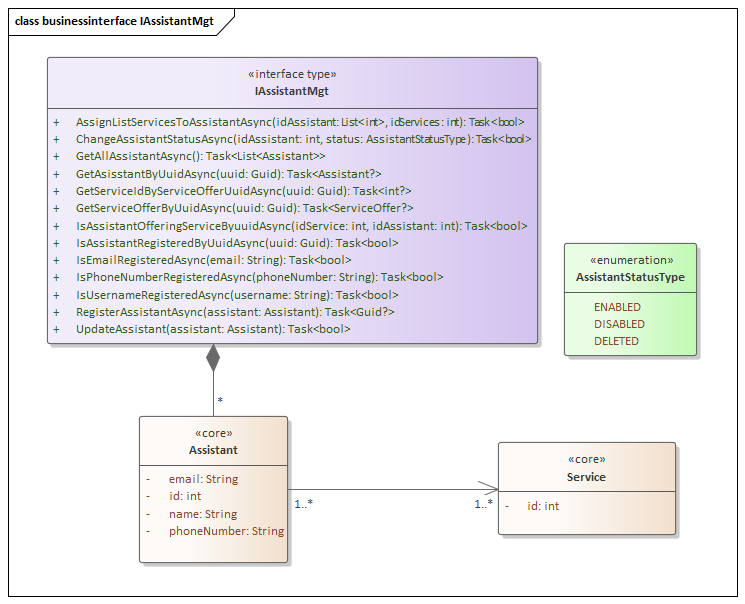 class businessinterface IAssistantMgt
«interface type»
IAssistantMgt
+ AssignListServicesToAssistantAsync(idAssistant: List<int>, idServices: int): Task<bool>
+ ChangeAssistantStatusAsync(idAssistant: int, status: AssistantStatusType): Task<bool>
+ GetAllAssistantAsync(): Task<List<Assistant>>
+ GetAsisstantByUuidAsync(uuid: Guid): Task<Assistant?>
+ GetServiceIdByServiceOfferUuidAsync(uuid: Guid): Task<int?>
+ GetServiceOfferByUuidAsync(uuid: Guid): Task<ServiceOffer?>
+ IsAssistantOfferingServiceByuuidAsync(idService: int, idAssistant: int): Task<bool>
+ IsAssistantRegisteredByUuidAsync(uuid: Guid): Task<bool>
+ IsEmailRegisteredAsync(email: String): Task<bool>
+ IsPhoneNumberRegisteredAsync(phoneNumber: String): Task<bool>
+ IsUsernameRegisteredAsync(username: String): Task<bool>
+ RegisterAssistantAsync(assistant: Assistant): Task<Guid?>
+ UpdateAssistant(assistant: Assistant): Task<bool>
«enumeration»
AssistantStatusType
ENABLED
DISABLED
DELETED
*
«core»
Assistant
- email: String
- id: int
- name: String
- phoneNumber: String
1..*
1..*
«core»
Service
- id: int